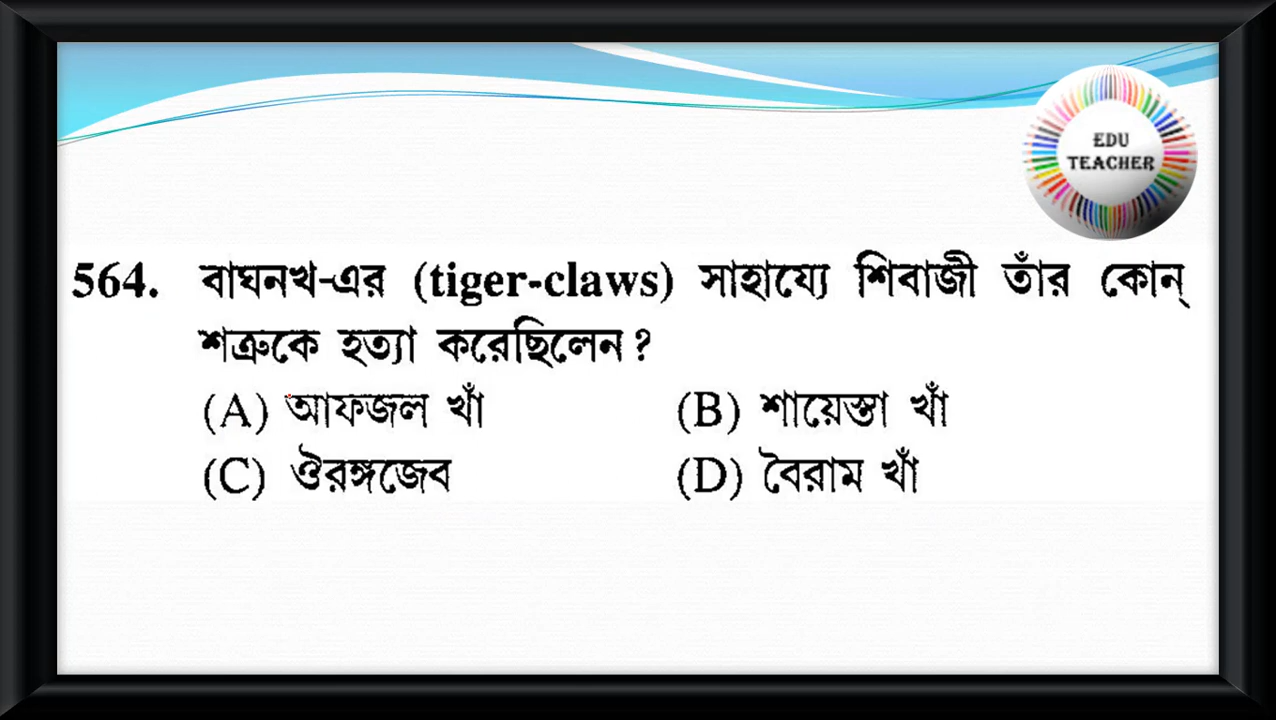 EDU
TEACHER
564. বাঘনখ-এর (tiger-claws) সাহায্যে শিবাজী তাঁর কোন্
শত্রুকে হত্যা করেছিলেন?
(A) আফজল খাঁ (B) শায়েস্তা খাঁ
(C) ঔরঙ্গজেব (D) বৈরাম খাঁ